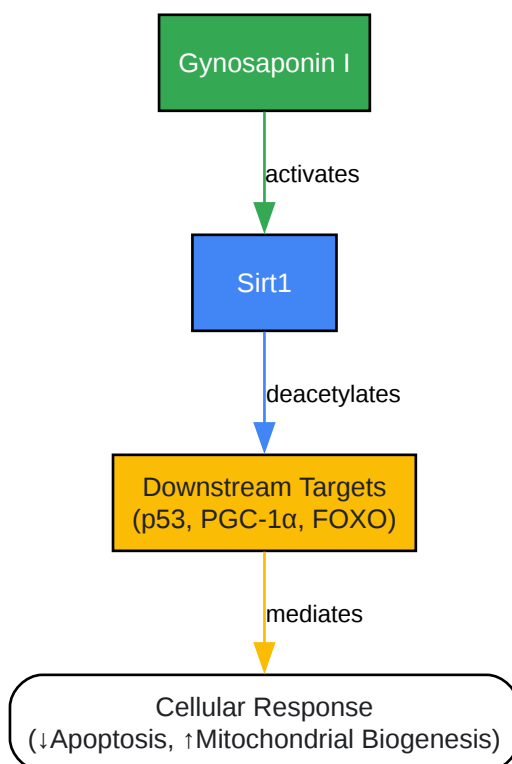 Gynosaponin I
activates
Sirt1
deacetylates
Downstream Targets
(p53, PGC-1α, FOXO)
mediates
Cellular Response
(↓Apoptosis, ↑Mitochondrial Biogenesis)